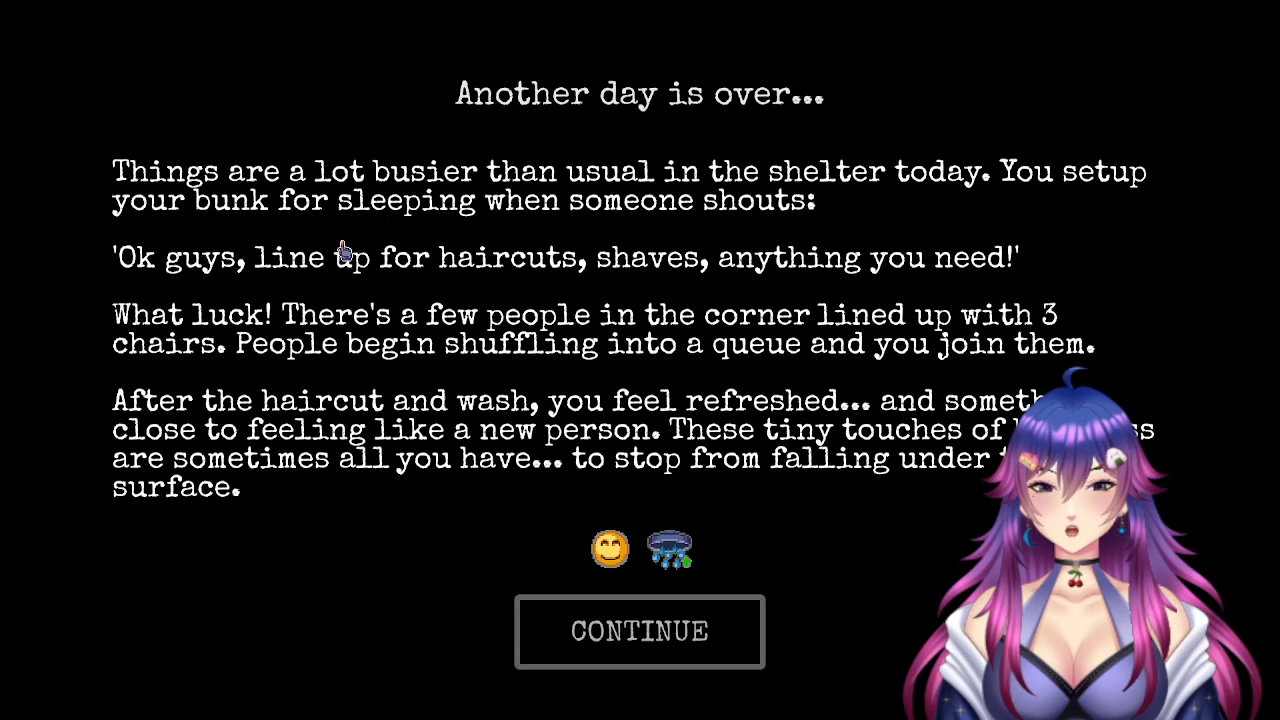 Another day is over...
Things are a lot busier than usual in the shelter today. You setup
your bunk for sleeping when someone shouts:
'Ok guys, line up for haircuts, shaves, anything you need!'
What luck! There's a few people in the corner lined up with 3
chairs. People begin shuffling into a queue and you join them.
After the haircut and wash, you feel refreshed... and
close to feeling like a new person. These tiny touches of
are sometimes all you have... to stop from falling under
surface.
CONTINUE